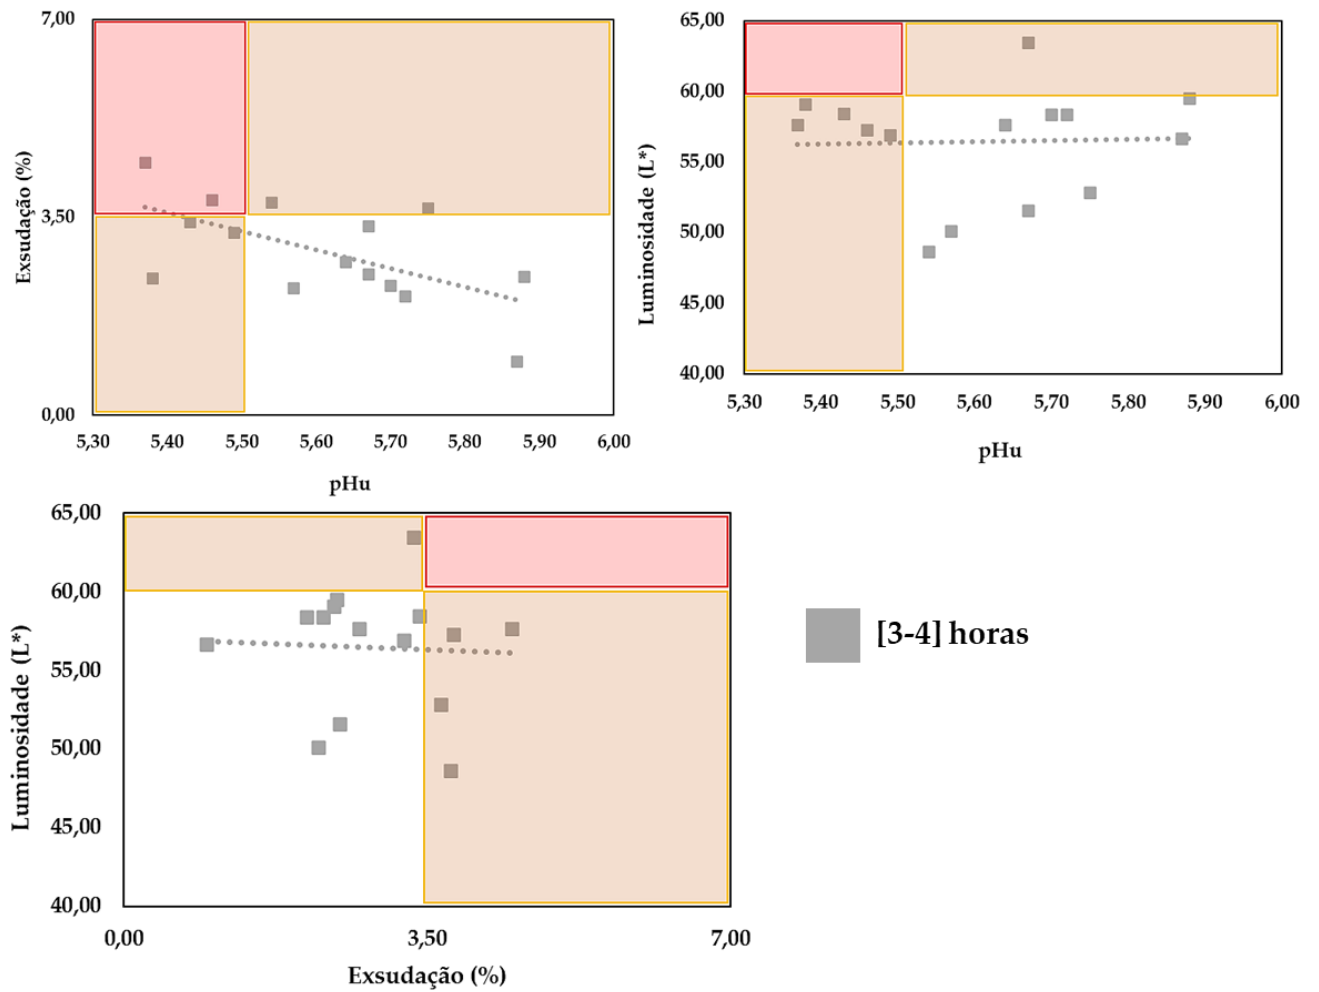 7,00
3,50
0,00
Exsudação (%)
5,30 5,40 5,50 5,60 5,70 5,80 5,90 6,00
pHu
65,00
60,00
55,00
50,00
45,00
40,00
Luminosidade (L*)
5,30 5,40 5,50 5,60 5,70 5,80 5,90 6,00
pHu
65,00
60,00
55,00
50,00
45,00
40,00
Luminosidade (L*)
0,00 3,50 7,00
Exsudação (%)
[3-4] horas